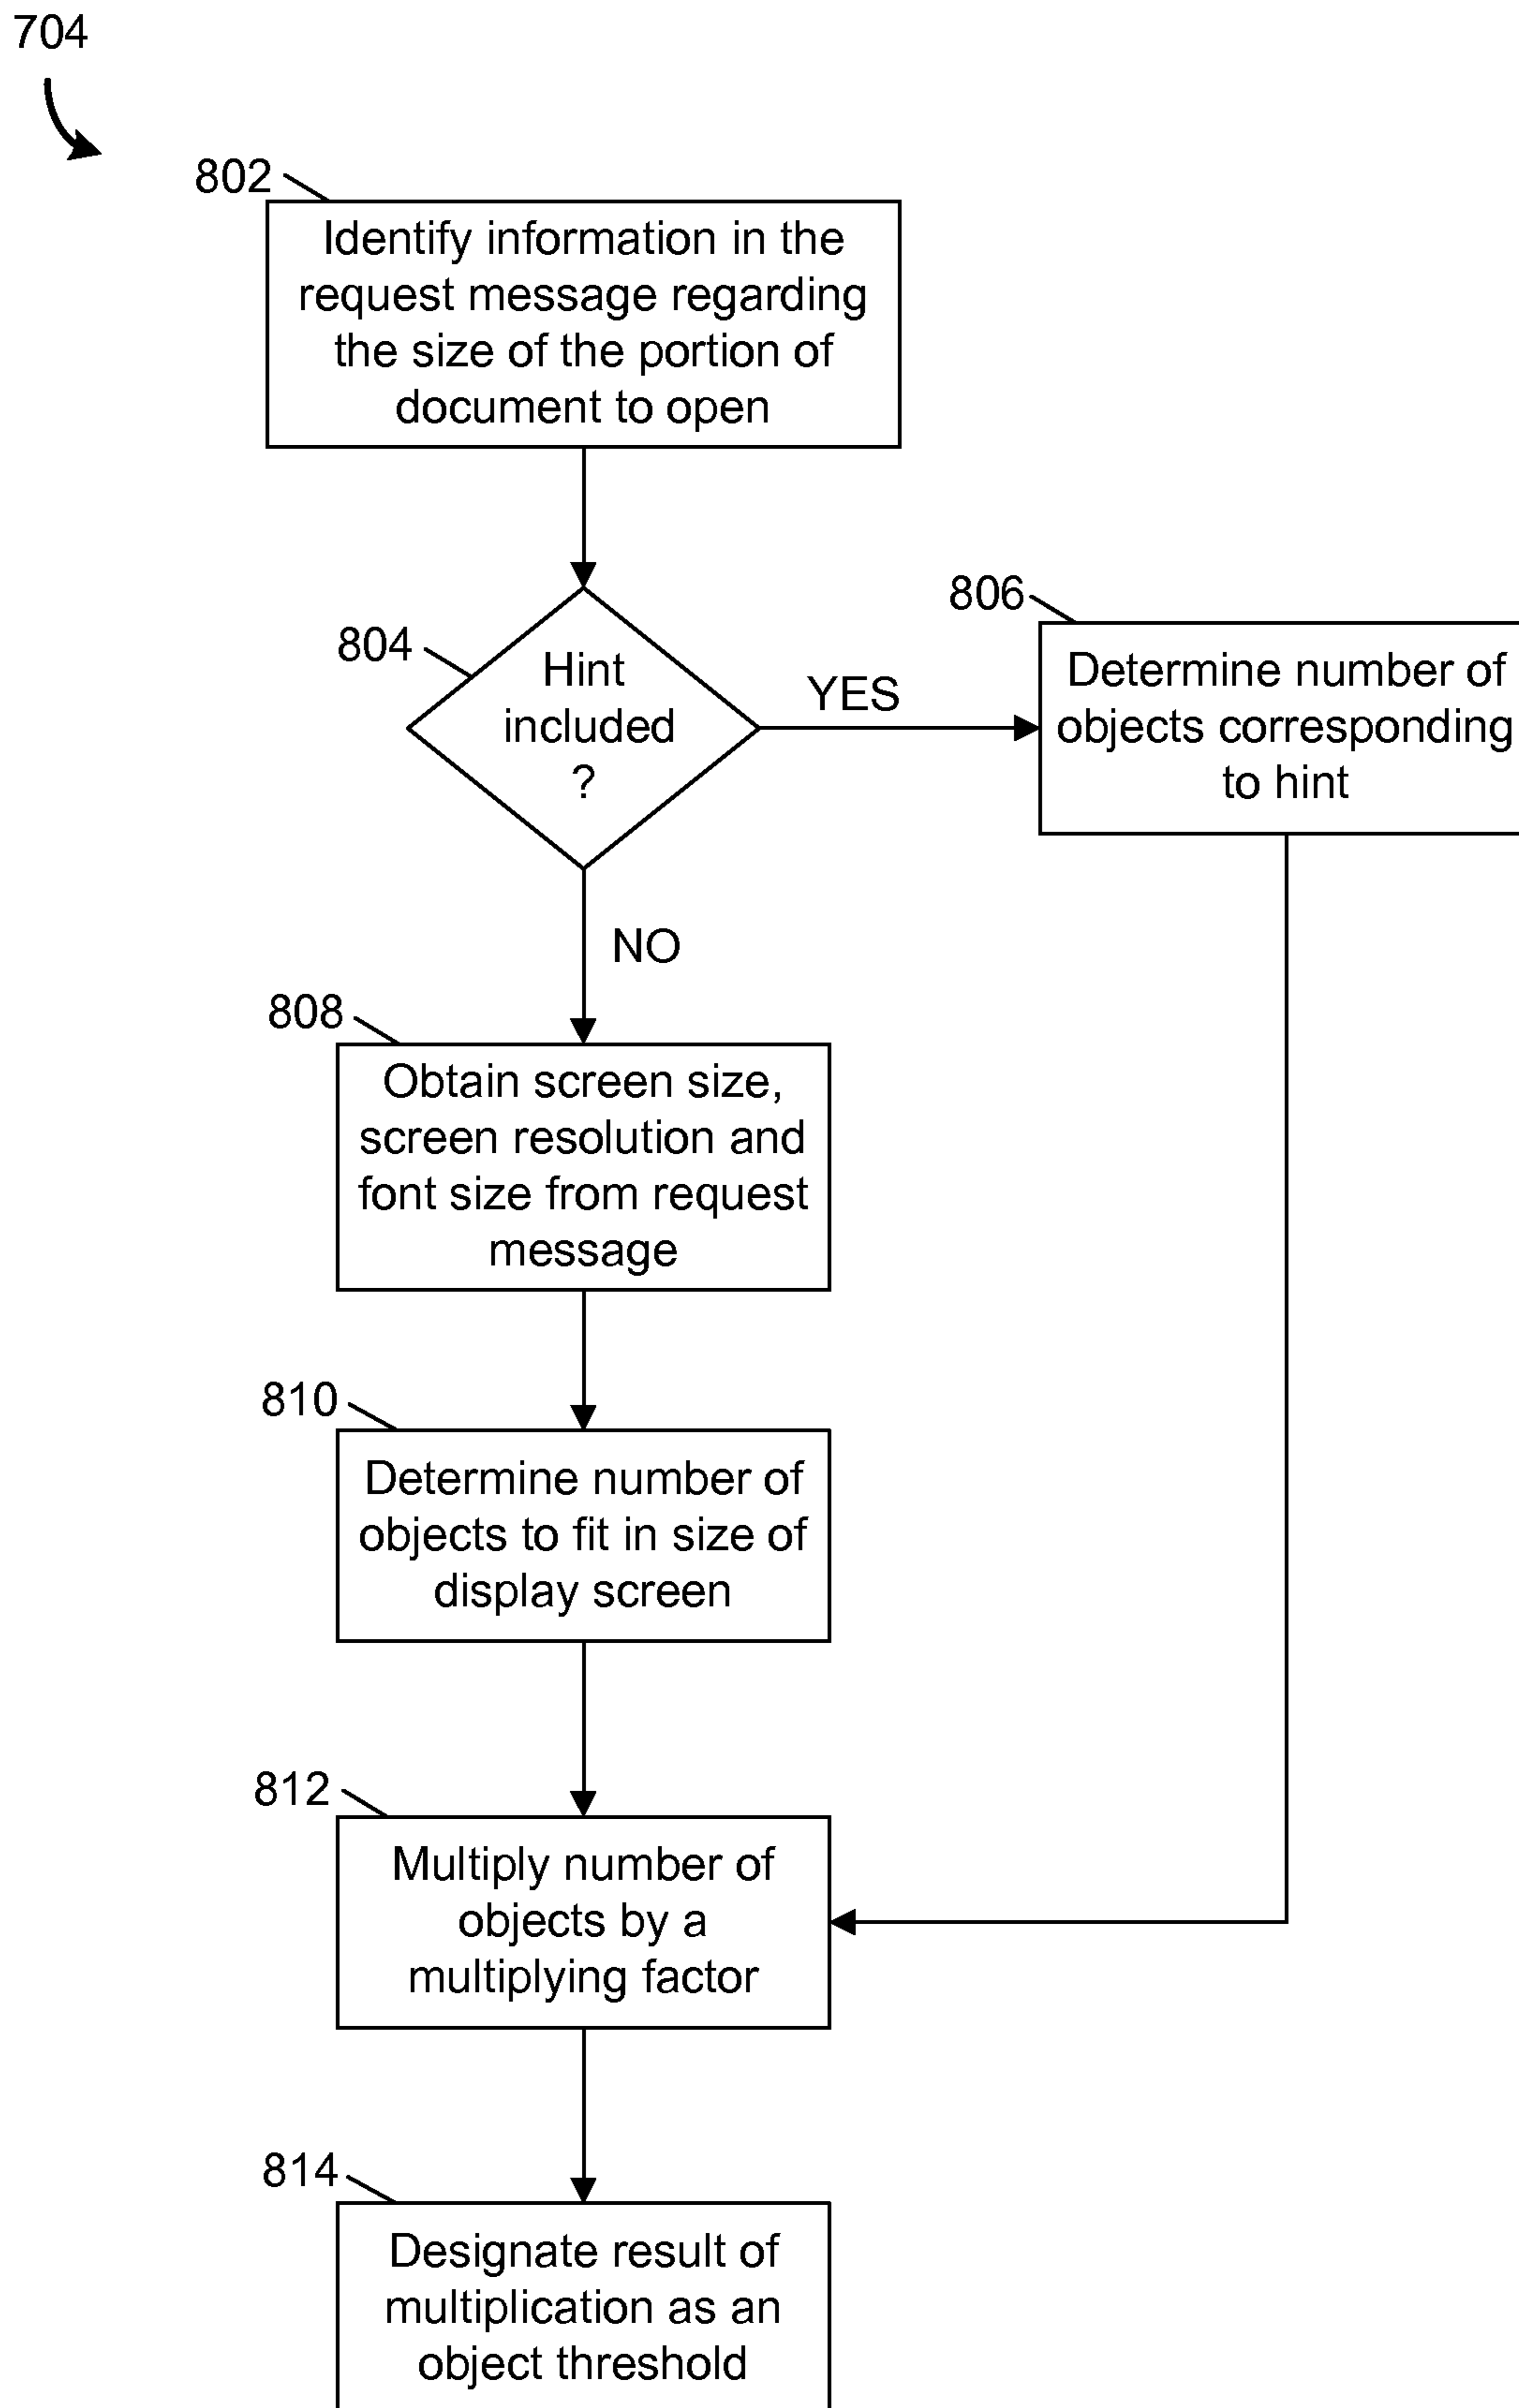 704
802
Identify information in the
request message regarding
the size of the portion of
document to open
804
Hint
included
?
YES
806
Determine number of
objects corresponding
to hint
NO
808
Obtain screen size,
screen resolution and
font size from request
message
810
Determine number of
objects to fit in size of
display screen
812
Multiply number of
objects by a
multiplying factor
814
Designate result of
multiplication as an
object threshold